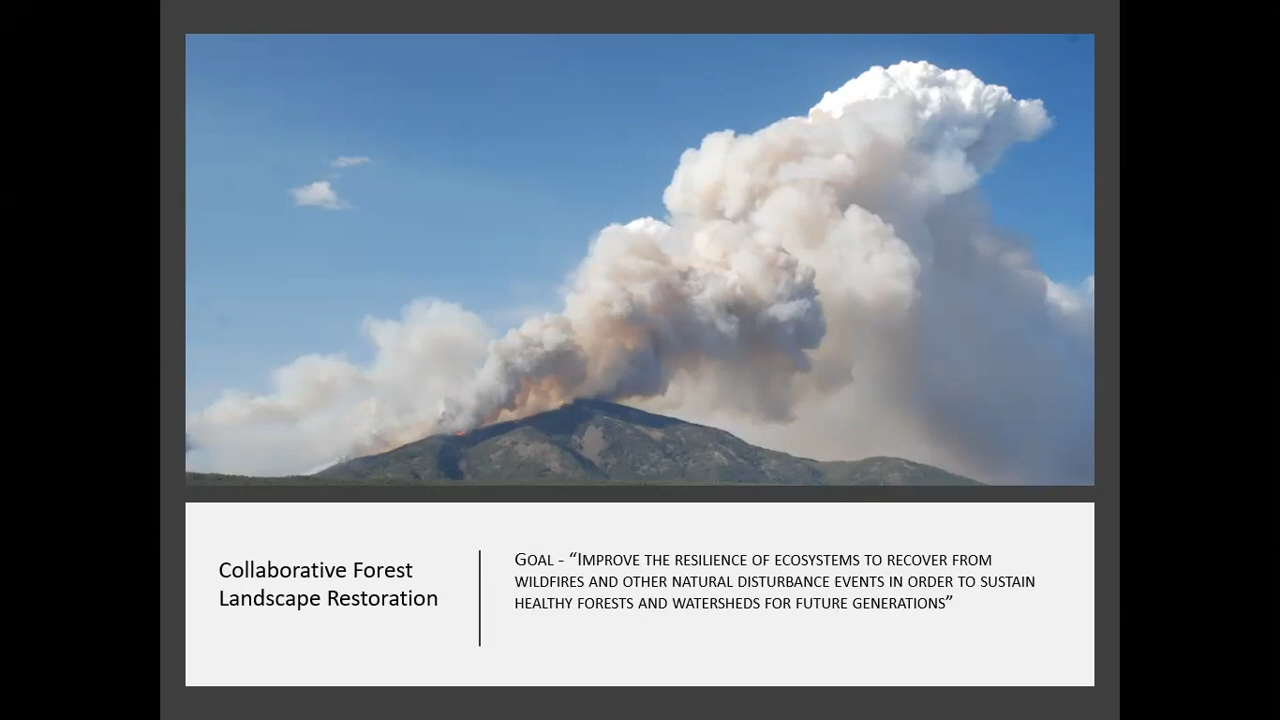 Collaborative Forest
Landscape Restoration
Goal - “Improve the resilience of ecosystems to recover from
wildfires and other natural disturbance events in order to sustain
healthy forests and watersheds for future generations”